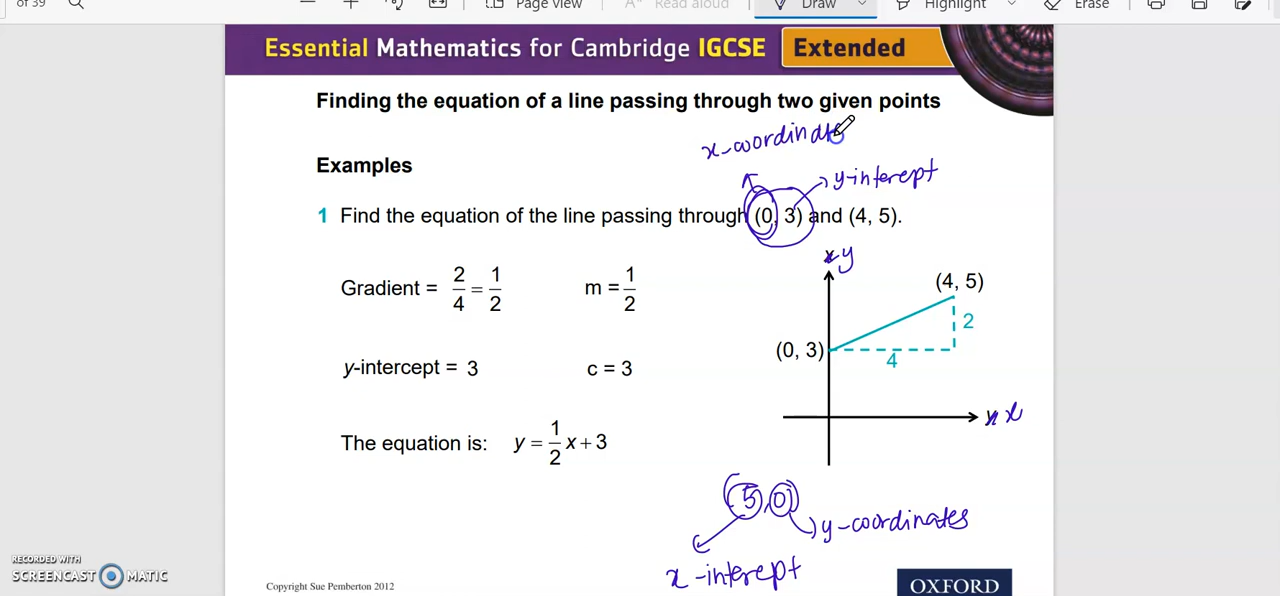 of 39
Page view
Read aloud
Draw
Highlight
Erase
Essential Mathematics for Cambridge IGCSE Extended
Finding the equation of a line passing through two given points
x-coordinate
Examples
y-interept
1 Find the equation of the line passing through (0, 3) and (4, 5).
y
Gradient = 2/4 = 1/2 m = 1/2
(4, 5)
2
(0, 3)
4
y-intercept = 3 c = 3
x
The equation is: y = 1/2 x + 3
(5, 0)
y-coordinates
x-interept
RECORDED WITH
SCREENCAST MATIC
Copyright Sue Pemberton 2012
OXFORD